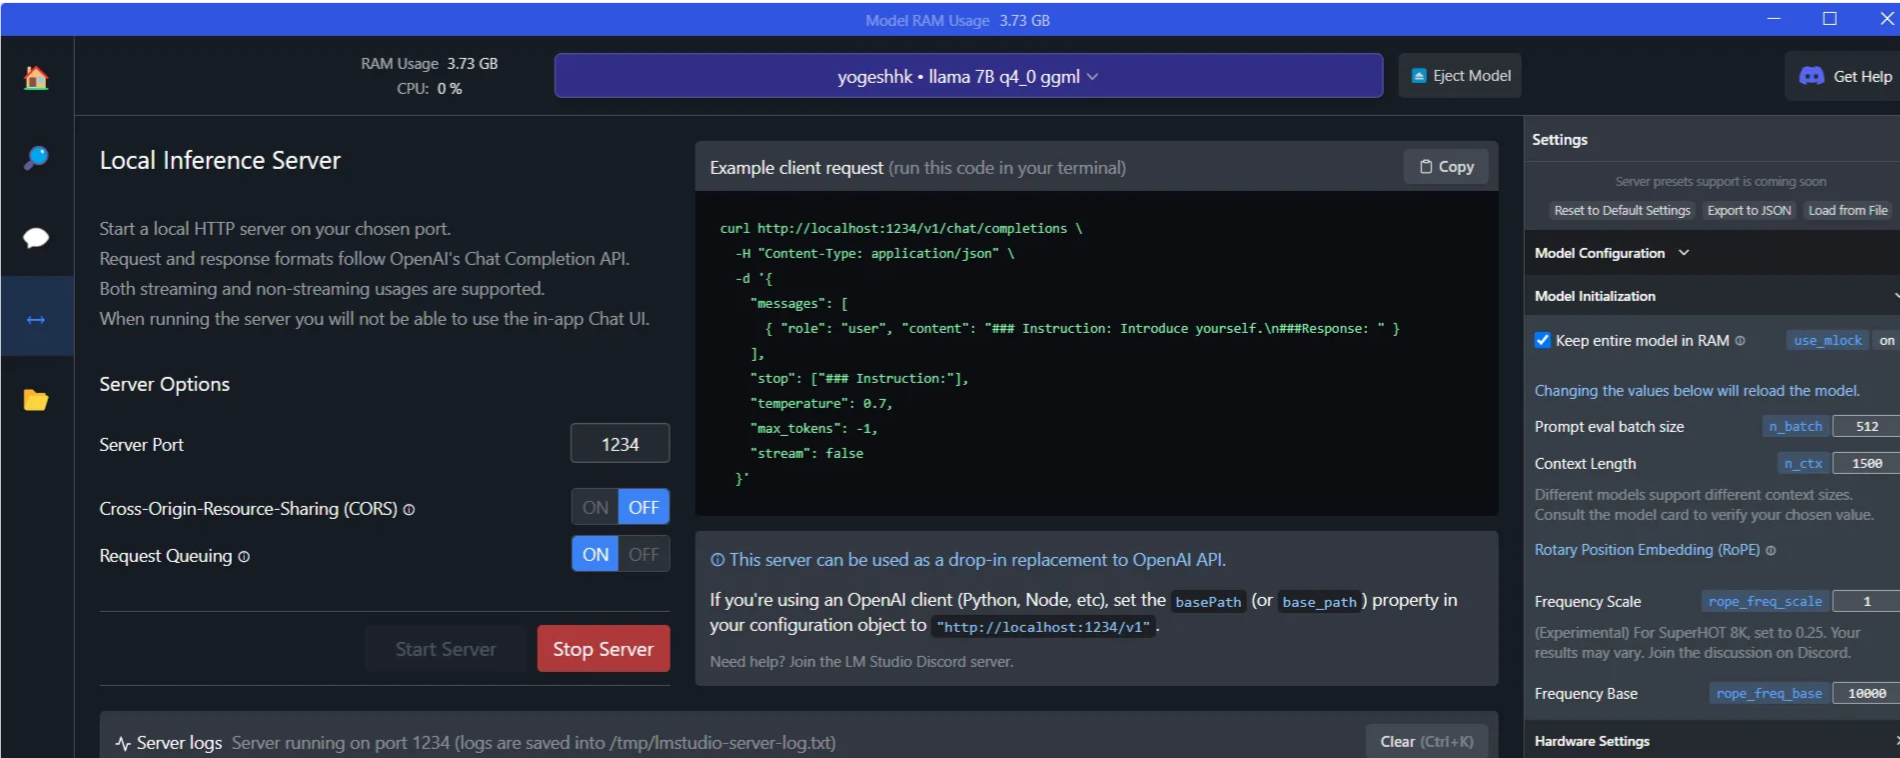 Model RAM Usage 3.73 GB
RAM Usage 3.73 GB
CPU: 0 %
yogeshhk • llama 7B q4_0 ggml
Eject Model
Get Help
Local Inference Server
Start a local HTTP server on your chosen port.
Request and response formats follow OpenAI's Chat Completion API.
Both streaming and non-streaming usages are supported.
When running the server you will not be able to use the in-app Chat UI.
Server Options
Server Port 1234
Cross-Origin-Resource-Sharing (CORS) ON OFF
Request Queuing ON OFF
Start Server Stop Server
Example client request (run this code in your terminal) Copy
curl http://localhost:1234/v1/chat/completions \
-H "Content-Type: application/json" \
-d '{
"messages": [
{ "role": "user", "content": "### Instruction: Introduce yourself.\n###Response: " }
],
"stop": ["### Instruction:"],
"temperature": 0.7,
"max_tokens": -1,
"stream": false
}'
This server can be used as a drop-in replacement to OpenAI API.
If you're using an OpenAI client (Python, Node, etc), set the basePath (or base_path) property in
your configuration object to "http://localhost:1234/v1".
Need help? Join the LM Studio Discord server.
Server logs Server running on port 1234 (logs are saved into /tmp/lmstudio-server-log.txt) Clear (Ctrl+K)
Settings
Server presets support is coming soon
Reset to Default Settings Export to JSON Load from File
Model Configuration
Model Initialization
Keep entire model in RAM use_mlock on
Changing the values below will reload the model.
Prompt eval batch size n_batch 512
Context Length n_ctx 1500
Different models support different context sizes.
Consult the model card to verify your chosen value.
Rotary Position Embedding (RoPE)
Frequency Scale rope_freq_scale 1
(Experimental) For SuperHOT 8K, set to 0.25. Your
results may vary. Join the discussion on Discord.
Frequency Base rope_freq_base 10000
Hardware Settings